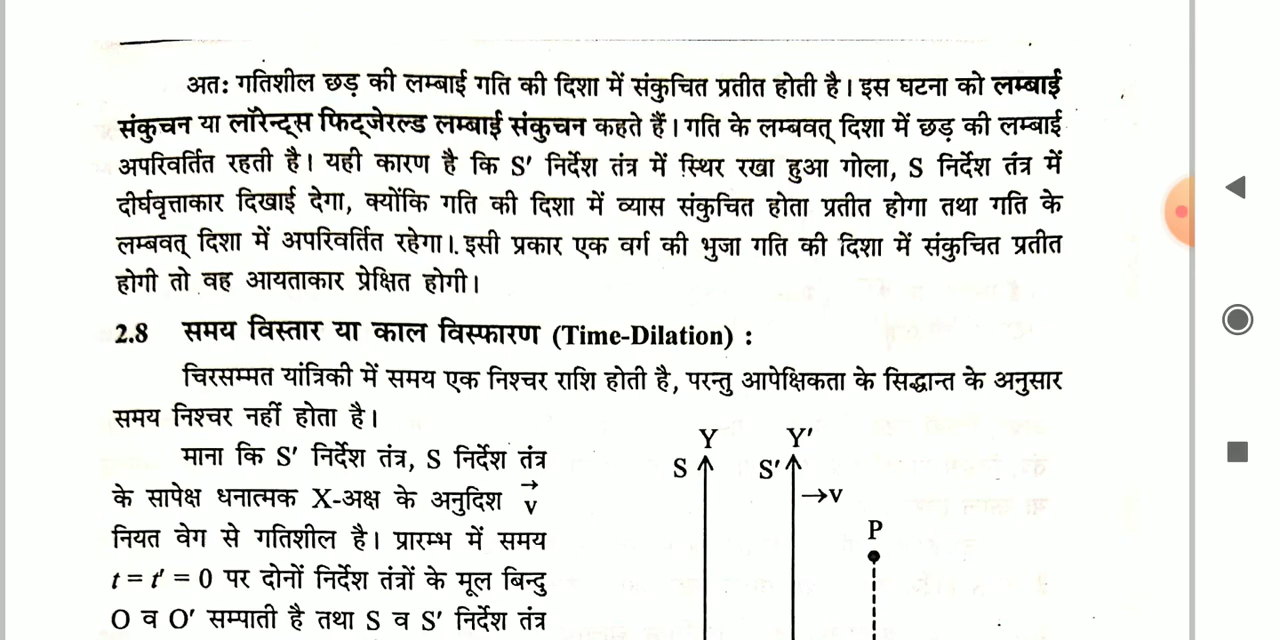 अतः गतिशील छड़ की लम्बाई गति की दिशा में संकुचित प्रतीत होती है। इस घटना को लम्बाई
संकुचन या लॉरेन्ट्स फिट्जेरल्ड लम्बाई संकुचन कहते हैं। गति के लम्बवत् दिशा में छड़ की लम्बाई
अपरिवर्तित रहती है। यही कारण है कि S′ निर्देश तंत्र में स्थिर रखा हुआ गोला, S निर्देश तंत्र में
दीर्घवृत्ताकार दिखाई देगा, क्योंकि गति की दिशा में व्यास संकुचित होता प्रतीत होगा तथा गति के
लम्बवत् दिशा में अपरिवर्तित रहेगा। इसी प्रकार एक वर्ग की भुजा गति की दिशा में संकुचित प्रतीत
होगी तो वह आयताकार प्रेक्षित होगी।
2.8 समय विस्तार या काल विस्फारण (Time-Dilation) :
चिरसम्मत यांत्रिकी में समय एक निश्चर राशि होती है, परन्तु आपेक्षिकता के सिद्धान्त के अनुसार
समय निश्चर नहीं होता है।
माना कि S′ निर्देश तंत्र, S निर्देश तंत्र
के सापेक्ष धनात्मक X-अक्ष के अनुदिश v⃗
नियत वेग से गतिशील है। प्रारम्भ में समय
t = t′ = 0 पर दोनों निर्देश तंत्रों के मूल बिन्दु
O व O′ सम्पाती है तथा S व S′ निर्देश तंत्र
Y Y′
S S′
→v
P